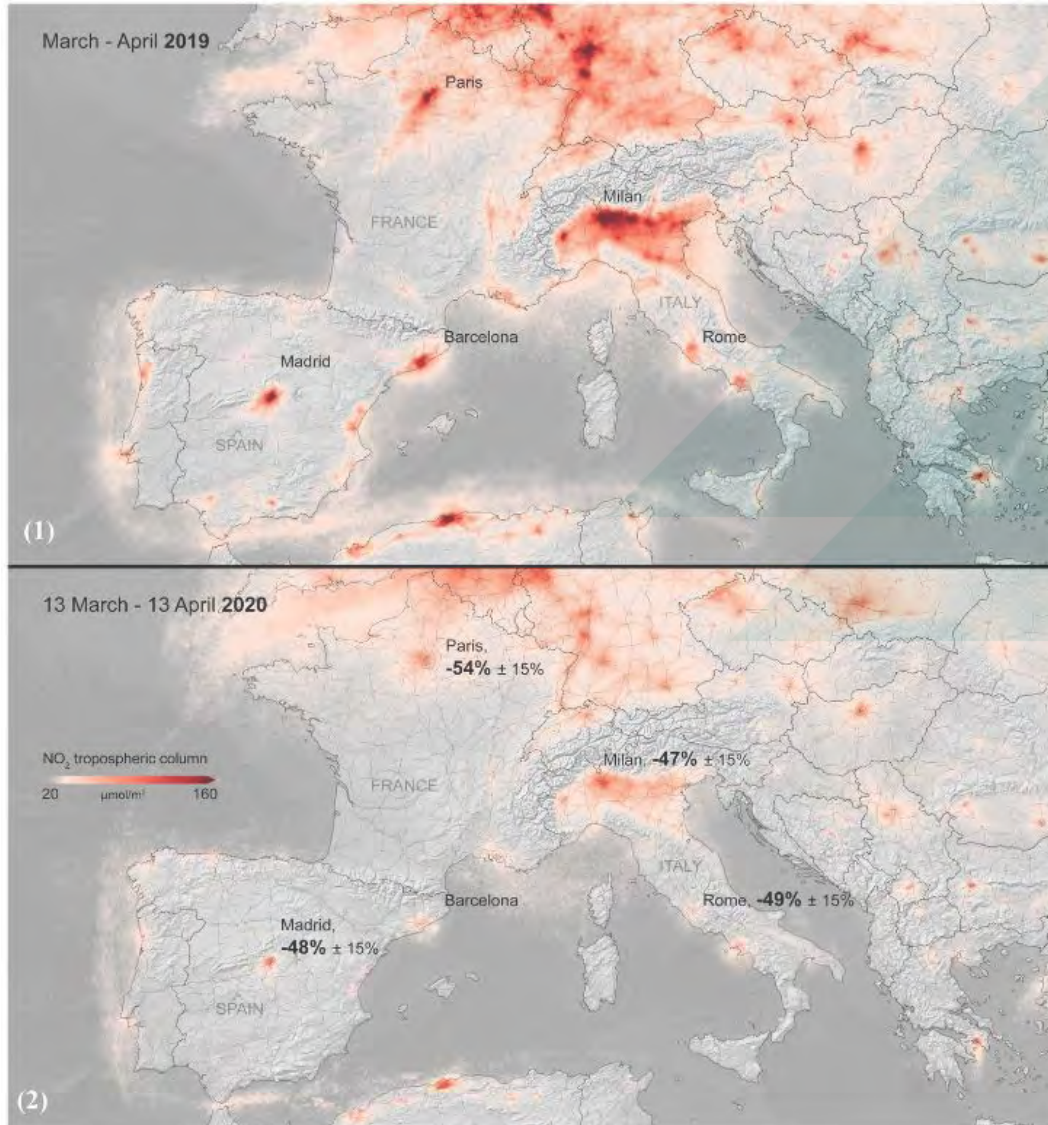 March - April 2019
Paris
Milan
FRANCE
ITALY
Barcelona
Rome
Madrid
SPAIN
(1)
13 March - 13 April 2020
Paris,
-54% ± 15%
NO₂ tropospheric column
20 µmol/m² 160
Milan, -47% ± 15%
FRANCE
ITALY
Barcelona
Rome, -49% ± 15%
Madrid,
-48% ± 15%
SPAIN
(2)